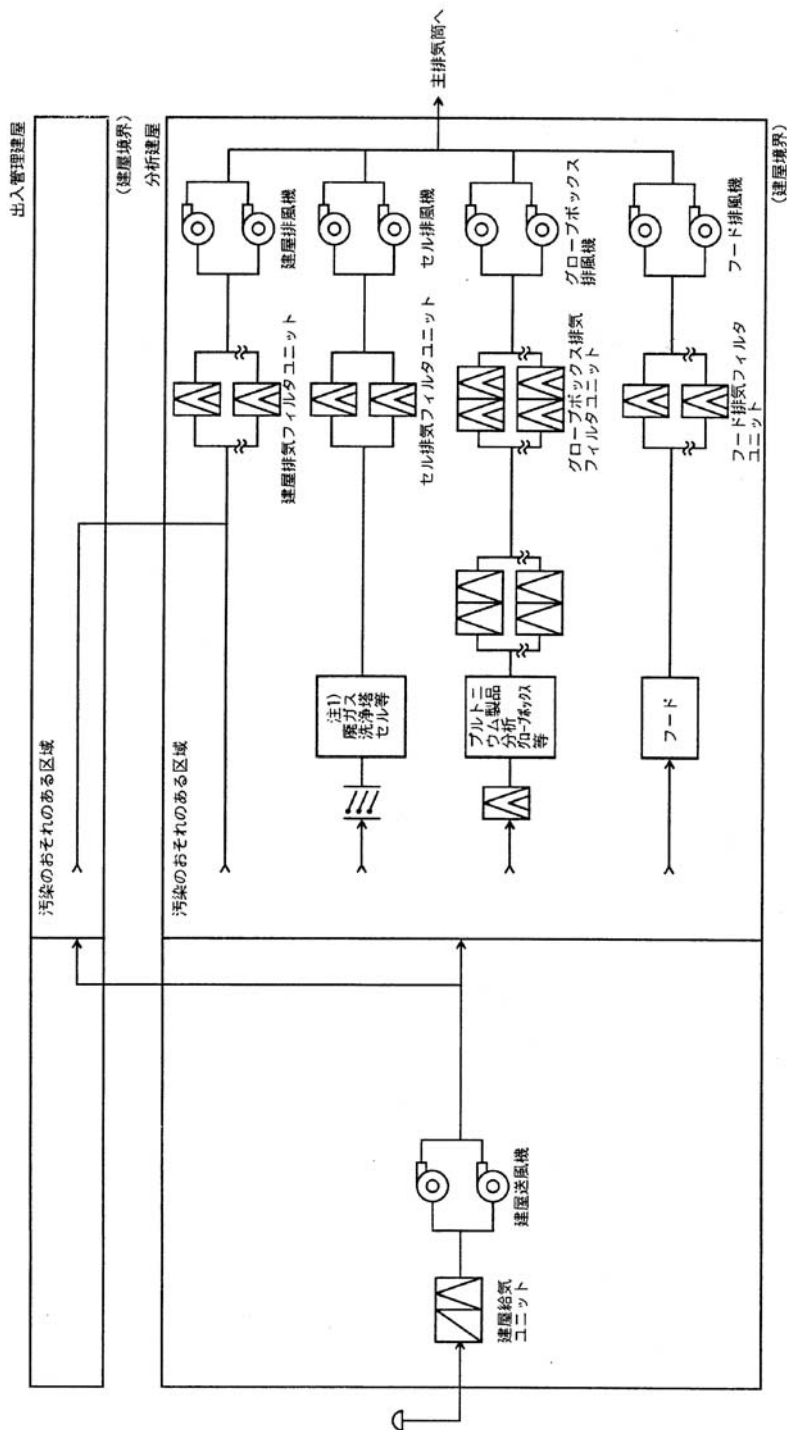 出入管理建屋
汚染のおそれのある区域
(建屋境界)
分析建屋
汚染のおそれのある区域
建屋排気フィルタユニット
建屋排風機
注1)
廃ガス
洗浄塔
セル等
セル排気フィルタユニット
セル排風機
主排気筒へ
プルトニ
ウム製品
分析
グローブボックス
等
グローブボックス排気
フィルタユニット
グローブボックス
排風機
フード
フード排気フィルタ
ユニット
フード排風機
(建屋境界)
建屋給気
ユニット
建屋送風機